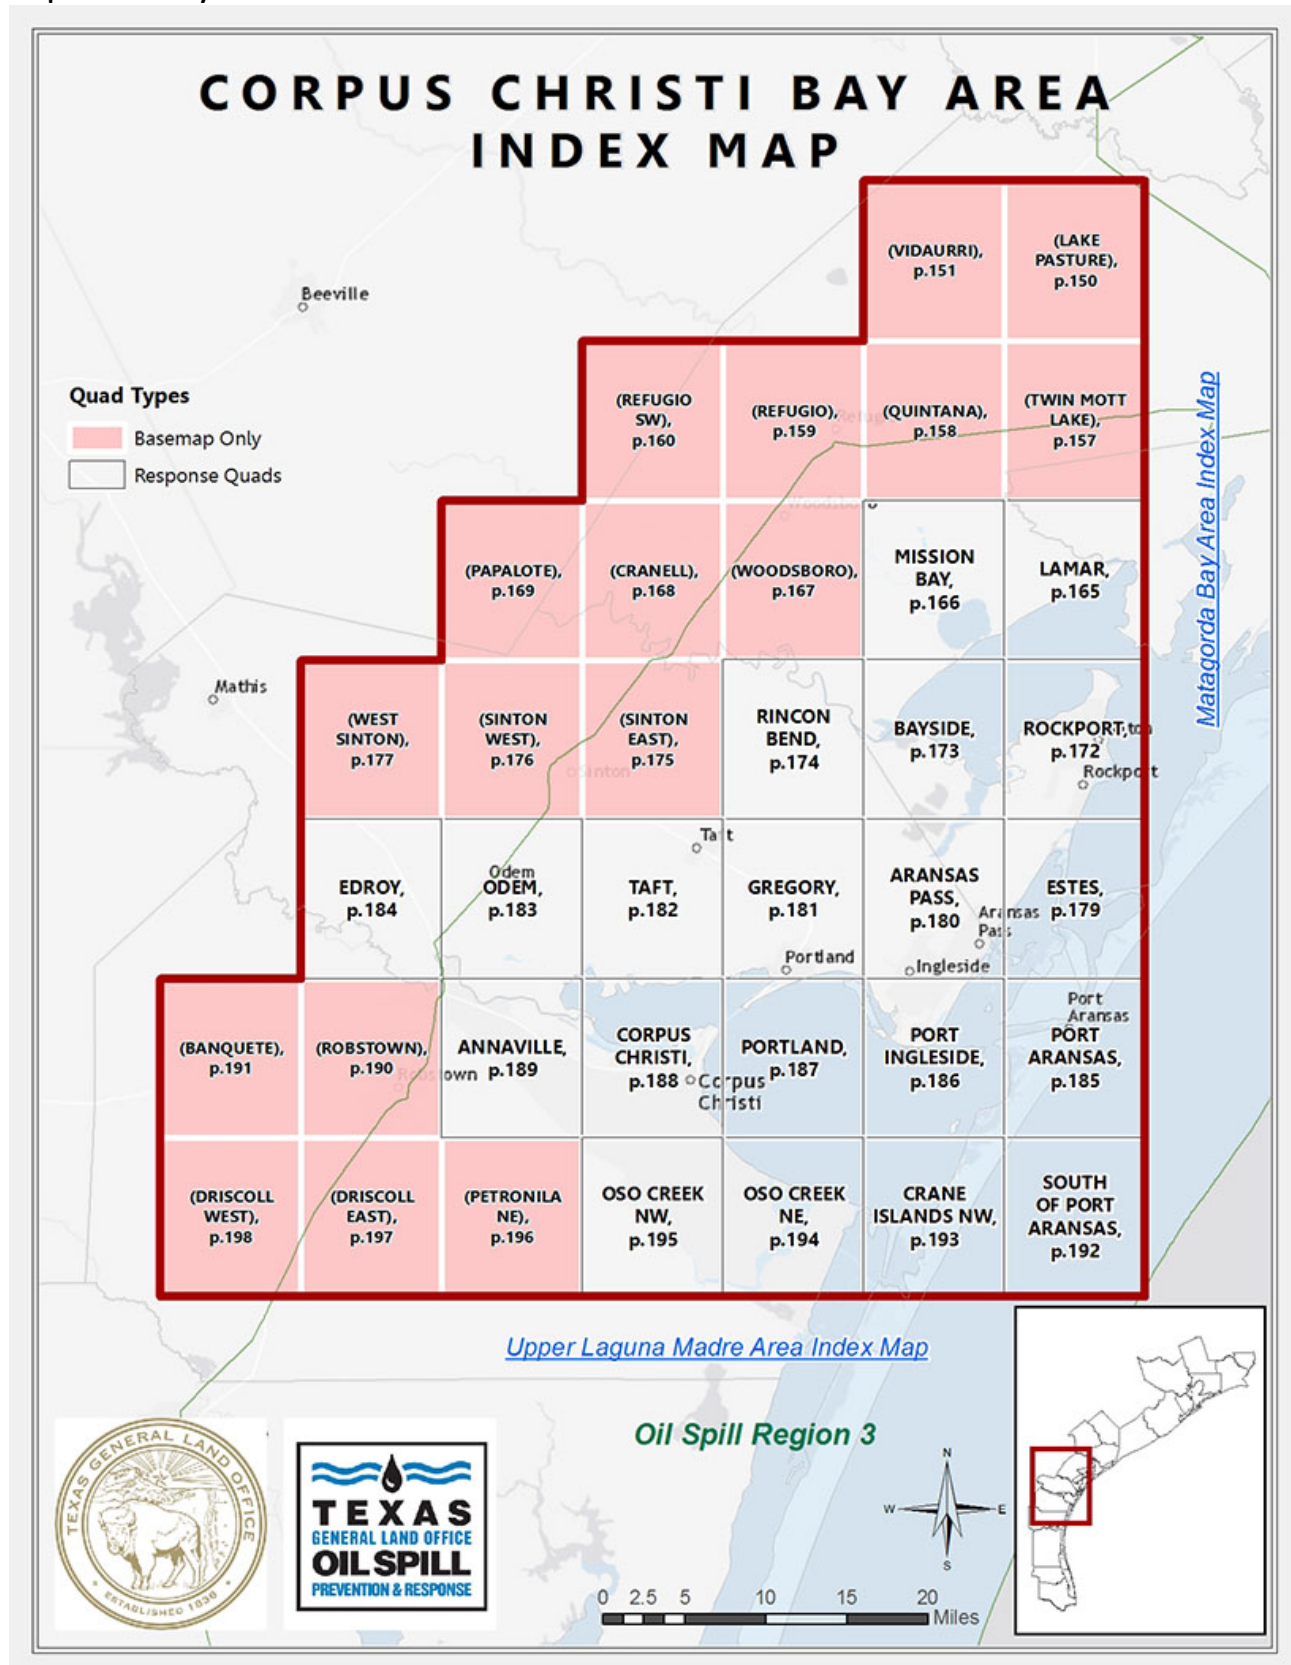 CORPUS CHRISTI BAY AREA
INDEX MAP
(VIDAURRI),
p.151
(LAKE
PASTURE),
p.150
Beeville
Quad Types
Basemap Only
Response Quads
(REFUGIO
SW),
p.160
(REFUGIO),
p.159
(QUINTANA),
p.158
(TWIN MOTT
LAKE),
p.157
Matagorda Bay Area Index Map
(PAPALOTE),
p.169
(CRANELL),
p.168
(WOODSBORO),
p.167
MISSION
BAY,
p.166
LAMAR,
p.165
Mathis
(WEST
SINTON),
p.177
(SINTON
WEST),
p.176
(SINTON
EAST),
p.175
Sinton
RINCON
BEND,
p.174
BAYSIDE,
p.173
ROCKPORT,
p.172
Rockport
EDROY,
p.184
Odem
ODEM,
p.183
Taft
TAFT,
p.182
GREGORY,
p.181
Portland
ARANSAS
PASS,
p.180
Aransas
Pass
Ingleside
ESTES,
p.179
(BANQUETE),
p.191
(ROBSTOWN),
p.190
Robstown
ANNAVILLE,
p.189
CORPUS
CHRISTI,
p.188
Corpus
Christi
PORTLAND,
p.187
PORT
INGLESIDE,
p.186
Port
Aransas
PORT
ARANSAS,
p.185
(DRISCOLL
WEST),
p.198
(DRISCOLL
EAST),
p.197
(PETRONILA
NE),
p.196
OSO CREEK
NW,
p.195
OSO CREEK
NE,
p.194
CRANE
ISLANDS NW,
p.193
SOUTH
OF PORT
ARANSAS,
p.192
Upper Laguna Madre Area Index Map
Oil Spill Region 3
TEXAS GENERAL LAND OFFICE
ESTABLISHED 1836
TEXAS
GENERAL LAND OFFICE
OIL SPILL
PREVENTION & RESPONSE
N
W
E
S
0 2.5 5 10 15 20
Miles